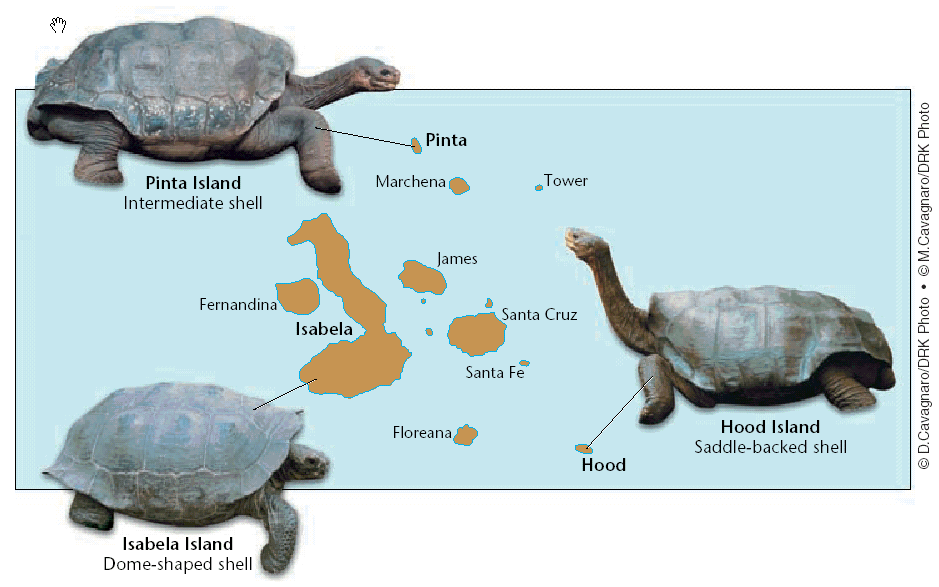 Pinta
Pinta Island
Intermediate shell
Marchena
Tower
James
Fernandina
Isabela
Santa Cruz
Santa Fe
Floreana
Hood
Hood Island
Saddle-backed shell
Isabela Island
Dome-shaped shell
© D.Cavagnaro/DRK Photo • © M.Cavagnaro/DRK Photo